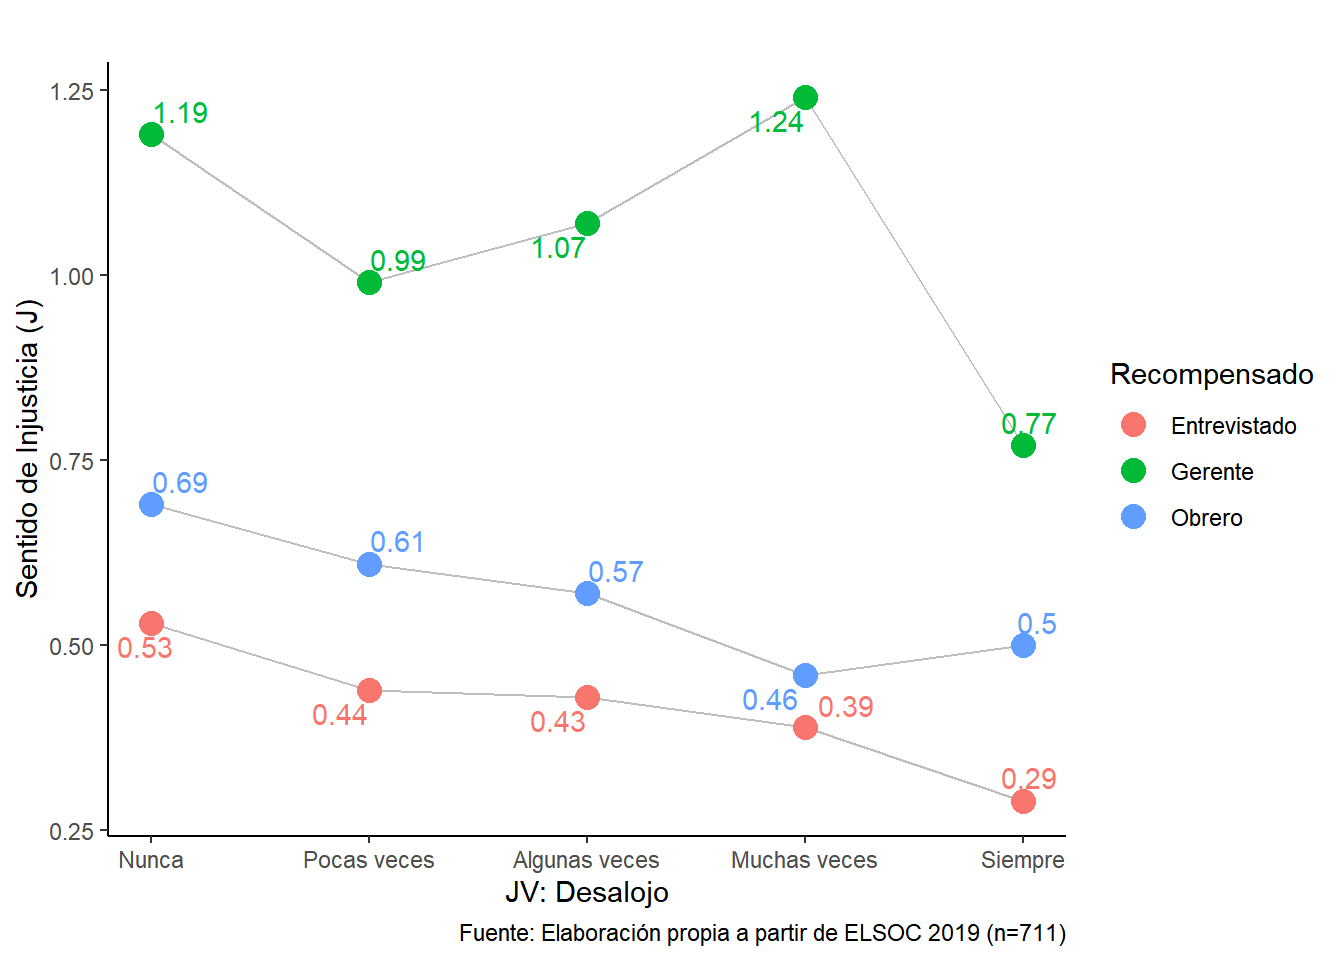 1.25
1.00
0.75
0.50
0.25
Sentido de Injusticia (J)
1.19
0.99
1.07
1.24
0.77
0.69
0.61
0.57
0.46
0.5
0.53
0.44
0.43
0.39
0.29
Nunca
Pocas veces
Algunas veces
Muchas veces
Siempre
JV: Desalojo
Fuente: Elaboración propia a partir de ELSOC 2019 (n=711)
Recompensado
Entrevistado
Gerente
Obrero